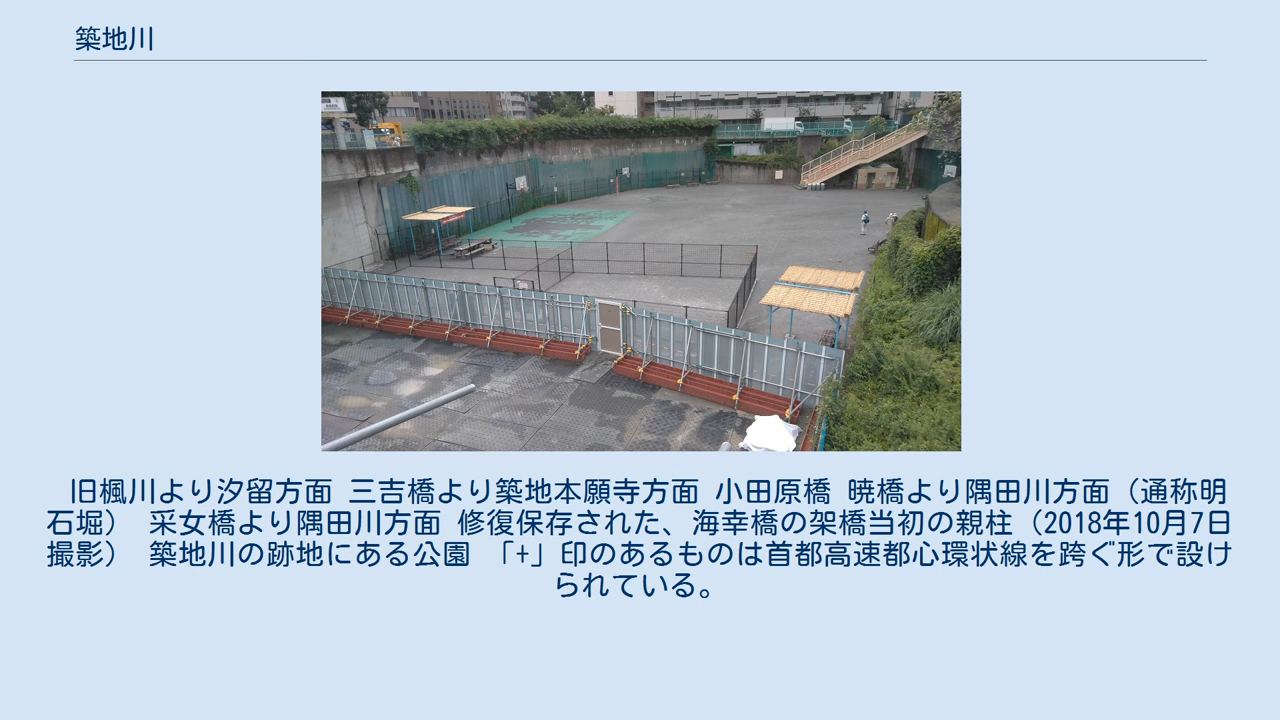 築地川
旧楓川より汐留方面 三吉橋より築地本願寺方面 小田原橋 暁橋より隅田川方面（通称明
石堀） 采女橋より隅田川方面 修復保存された、海幸橋の架橋当初の親柱（2018年10月7日
撮影） 築地川の跡地にある公園 「+」印のあるものは首都高速都心環状線を跨ぐ形で設け
られている。